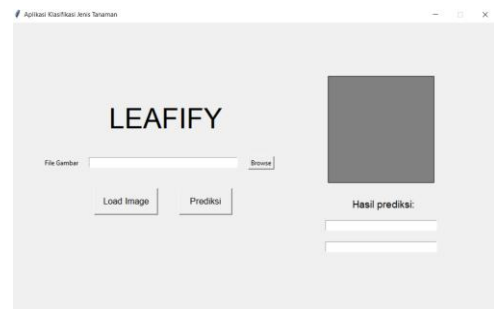 Aplikasi Klasifikasi Jenis Tanaman
LEAFIFY
File Gambar
Browse
Load Image
Prediksi
Hasil prediksi: